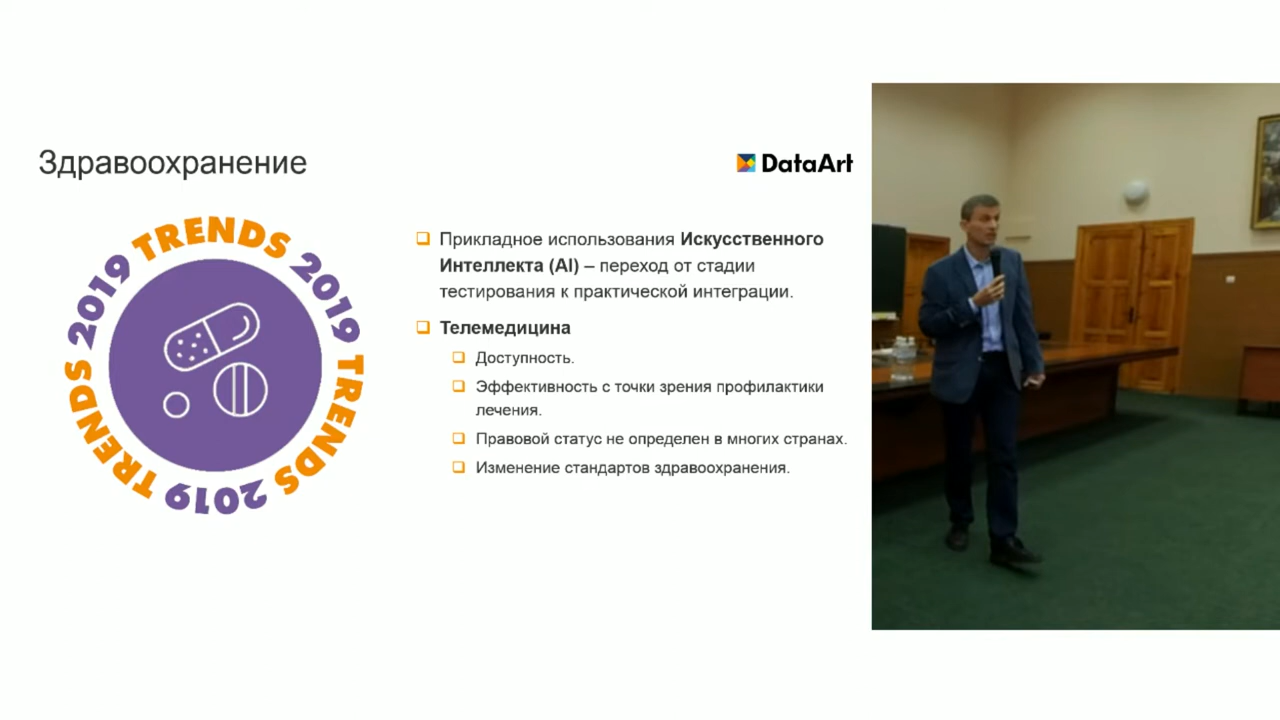 Здравоохранение
DataArt
TRENDS 2019 TRENDS 2019 TRENDS 2019
Прикладное использования Искусственного
Интеллекта (AI) – переход от стадии
тестирования к практической интеграции.
Телемедицина
Доступность.
Эффективность с точки зрения профилактики
лечения.
Правовой статус не определен в многих странах.
Изменение стандартов здравоохранения.